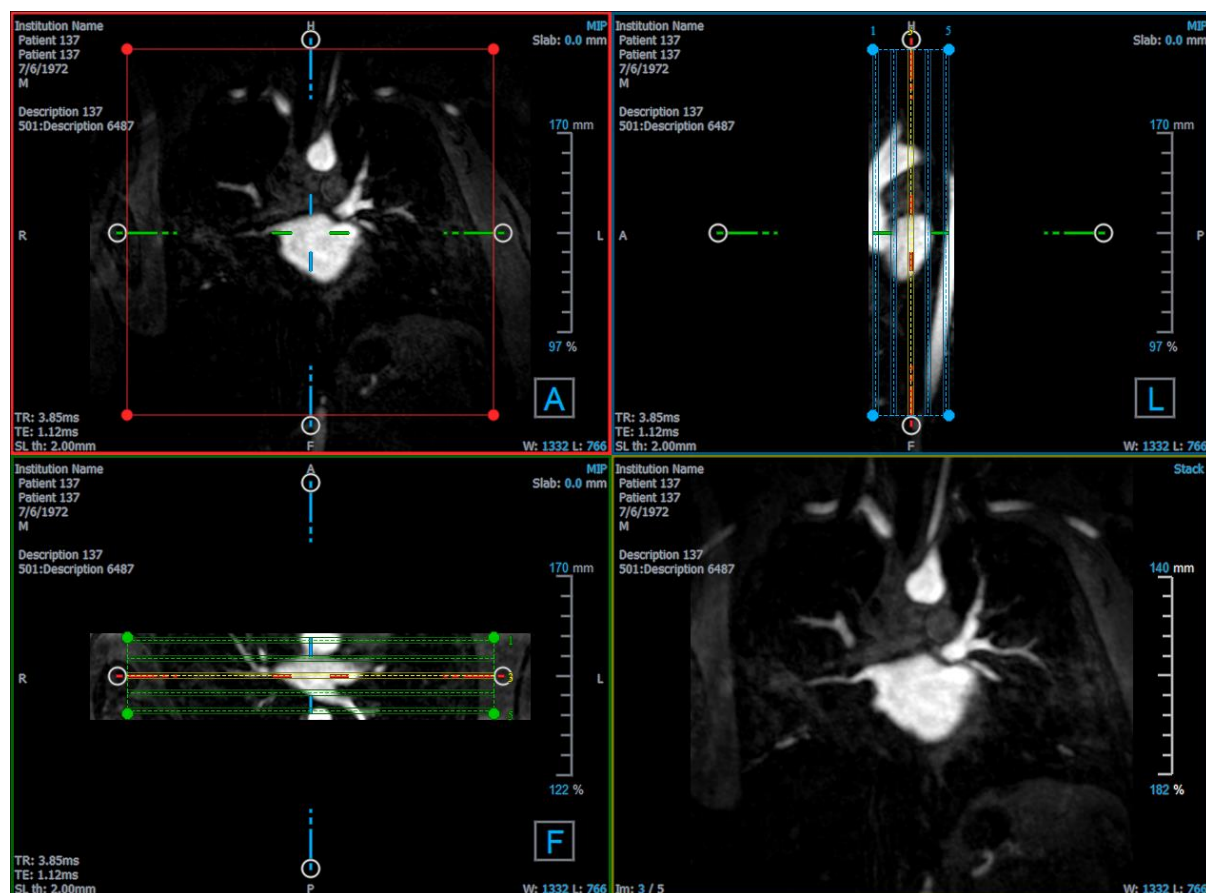 Institution Name
Patient 137
Patient 137
7/6/1972
M
Description 137
501:Description 6487
H
MIP
Slab: 0.0 mm
170 mm
R
L
97 %
A
TR: 3.85ms
TE: 1.12ms
SL th: 2.00mm
F
W: 1332 L: 766
Institution Name
Patient 137
Patient 137
7/6/1972
M
Description 137
501:Description 6487
1
H
3
5
MIP
Slab: 0.0 mm
170 mm
A
P
97 %
L
TR: 3.85ms
TE: 1.12ms
SL th: 2.00mm
F
W: 1332 L: 766
Institution Name
Patient 137
Patient 137
7/6/1972
M
Description 137
501:Description 6487
A
MIP
Slab: 0.0 mm
170 mm
1
R
3
L
5
122 %
F
TR: 3.85ms
TE: 1.12ms
SL th: 2.00mm
P
W: 1332 L: 766
Institution Name
Patient 137
Patient 137
7/6/1972
M
Description 137
501:Description 6487
Stack
140 mm
182 %
Im: 3 / 5
W: 1332 L: 766